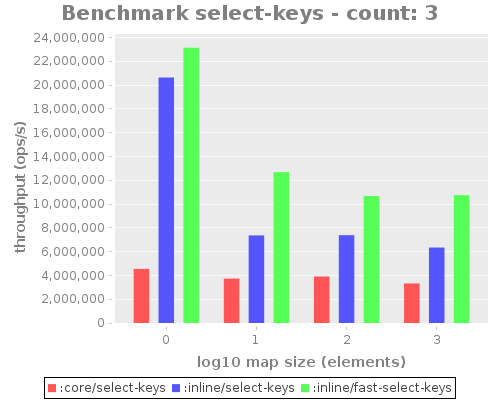 Benchmark select-keys - count: 3
24,000,000
22,000,000
20,000,000
18,000,000
16,000,000
14,000,000
12,000,000
10,000,000
8,000,000
6,000,000
4,000,000
2,000,000
0
throughput (ops/s)
0 1 2 3
log10 map size (elements)
:core/select-keys :inline/select-keys :inline/fast-select-keys